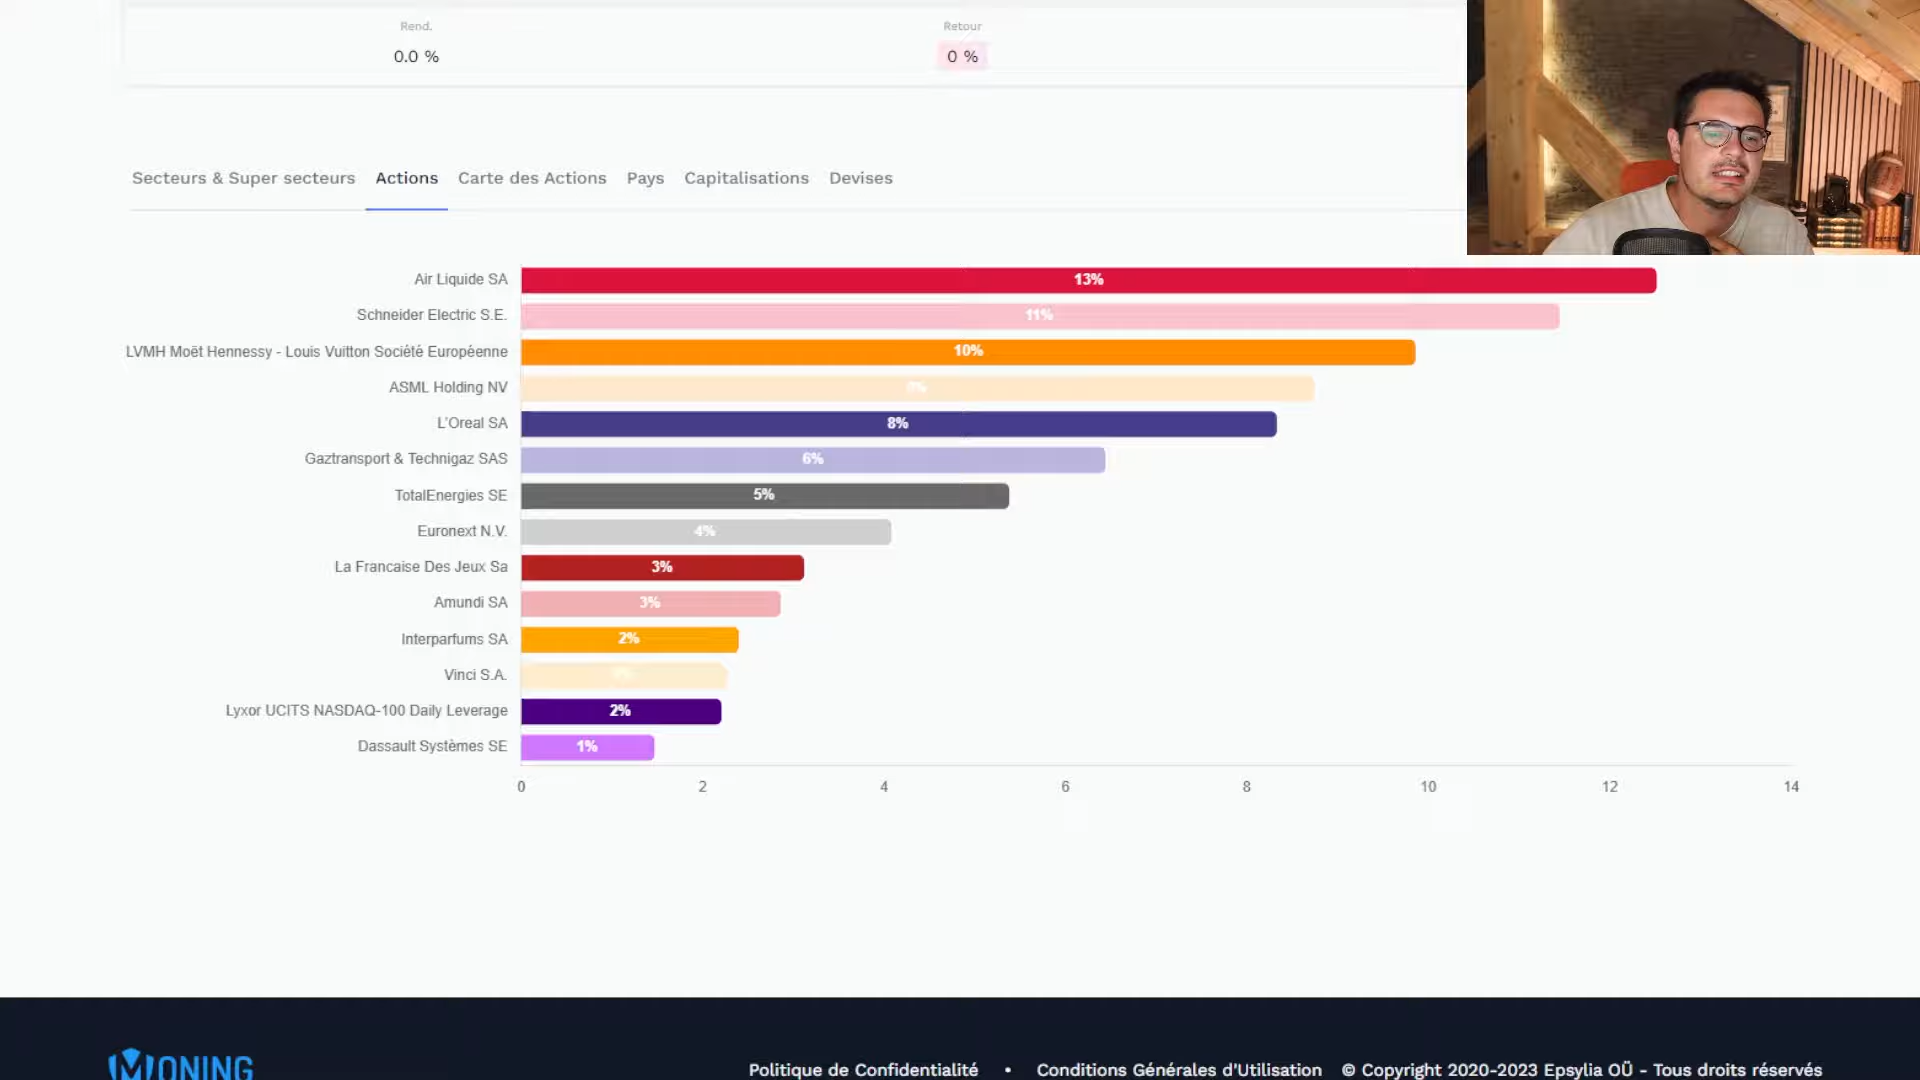 Rend.
Retour
0.0 %
0 %
Secteurs & Super secteurs
Actions
Carte des Actions
Pays
Capitalisations
Devises
Air Liquide SA
13%
Schneider Electric S.E.
11%
LVMH Moët Hennessy - Louis Vuitton Société Européenne
10%
ASML Holding NV
L'Oreal SA
8%
Gaztransport & Technigaz SAS
6%
TotalEnergies SE
5%
Euronext N.V.
4%
La Francaise Des Jeux Sa
3%
Amundi SA
3%
Interparfums SA
2%
Vinci S.A.
Lyxor UCITS NASDAQ-100 Daily Leverage
2%
Dassault Systèmes SE
1%
0 2 4 6 8 10 12 14
MONING
Politique de Confidentialité • Conditions Générales d'Utilisation © Copyright 2020-2023 Epsylia OÜ - Tous droits réservés